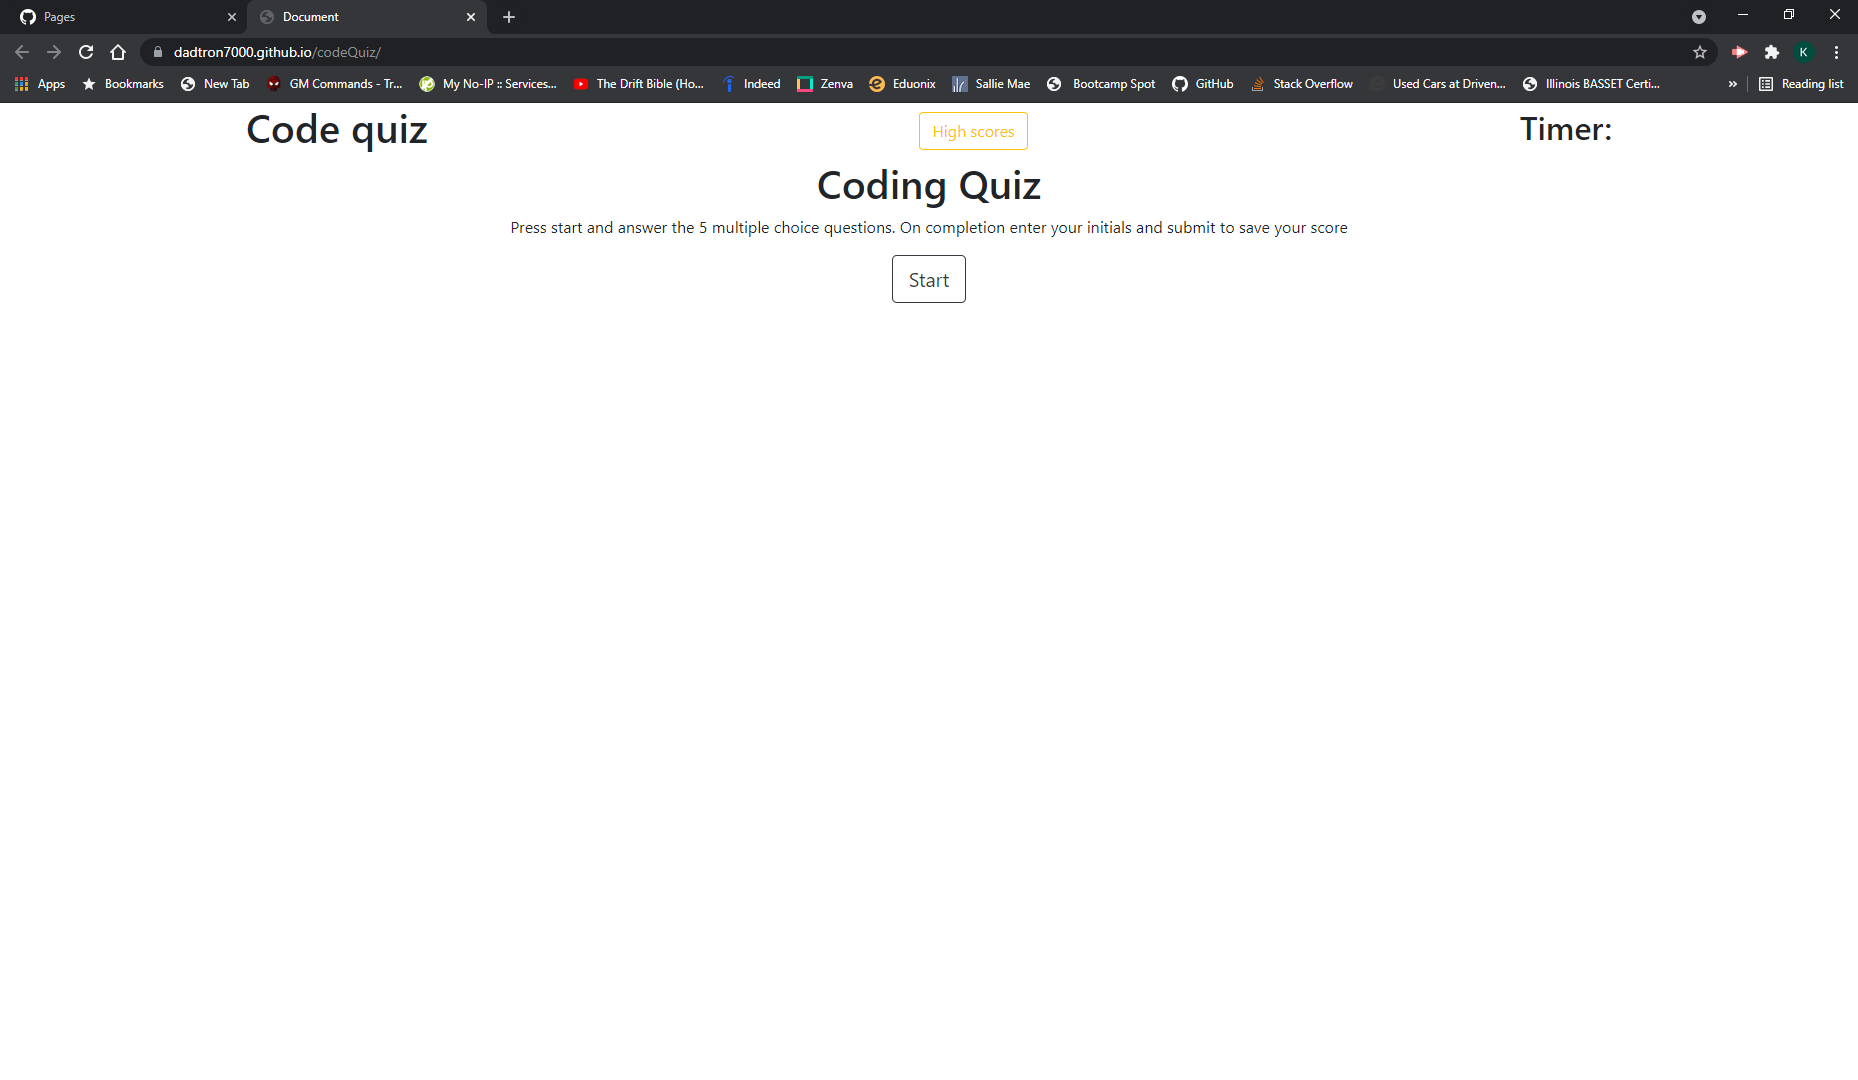 Pages
Document
dadtron7000.github.io/codeQuiz/
K
Apps Bookmarks New Tab GM Commands - Tr... My No-IP :: Services... The Drift Bible (Ho... Indeed Zenva Eduonix Sallie Mae Bootcamp Spot GitHub Stack Overflow Used Cars at Driven... Illinois BASSET Certi... » Reading list
Code quiz High scores Timer:
Coding Quiz
Press start and answer the 5 multiple choice questions. On completion enter your initials and submit to save your score
Start